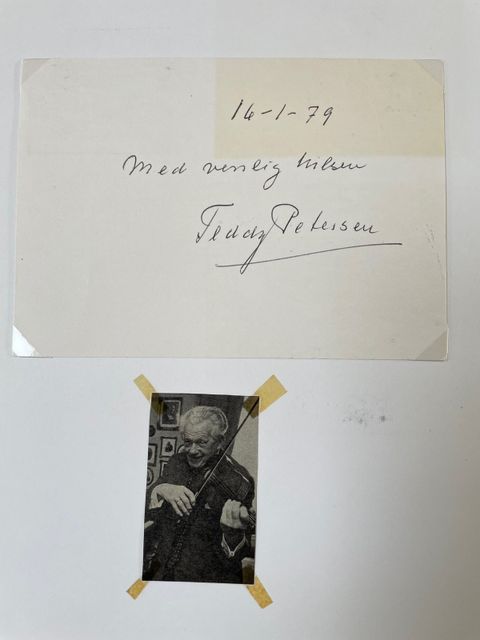 16-1-79
Med venlig hilsen
Teddy Petersen